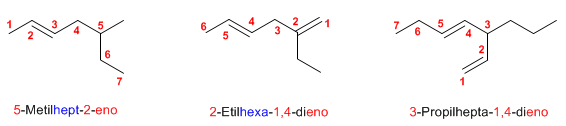 1 2 3 4 5 6 7
6 5 4 3 2 1
7 6 5 4 3 2 1
5-Metilhept-2-eno
2-Etilhexa-1,4-dieno
3-Propilhepta-1,4-dieno